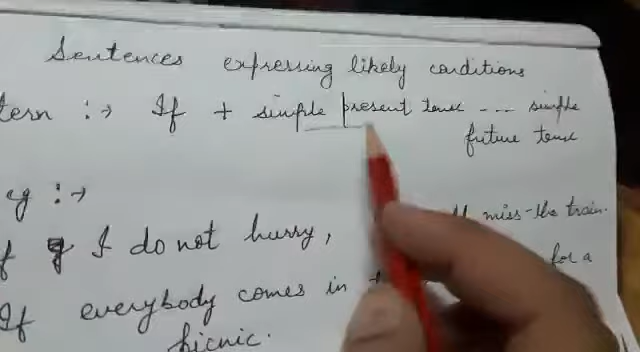 Sentences expressing likely conditions
tern :→ If + simple present tense ... simple
future tense
eg :→
f I do not hurry, miss the train.
If everybody comes in for a
picnic.